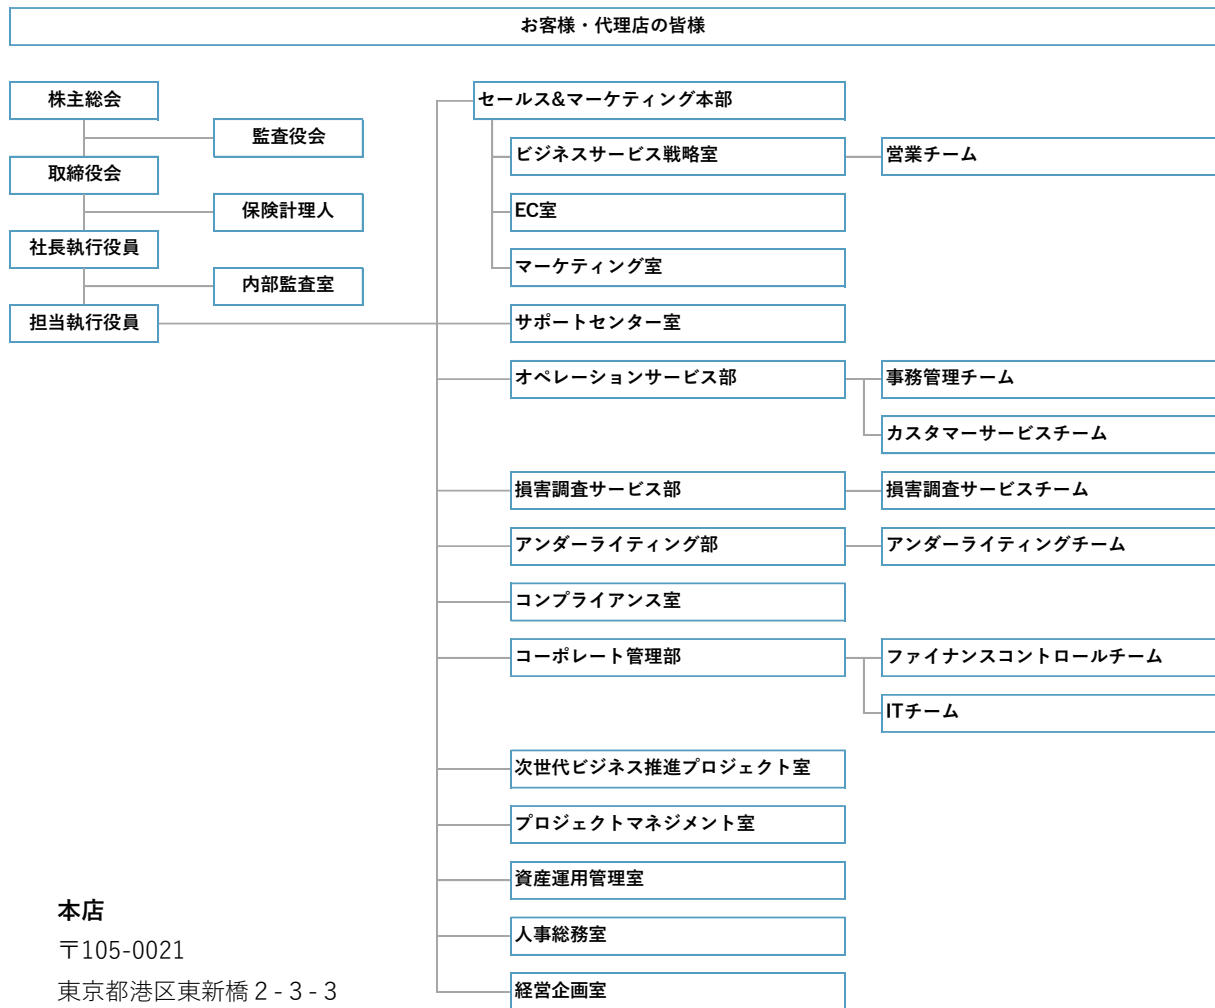 お客様・代理店の皆様
株主総会
監査役会
取締役会
保険計理人
社長執行役員
内部監査室
担当執行役員
セールス&マーケティング本部
ビジネスサービス戦略室
営業チーム
EC室
マーケティング室
サポートセンター室
オペレーションサービス部
事務管理チーム
カスタマーサービスチーム
損害調査サービス部
損害調査サービスチーム
アンダーライティング部
アンダーライティングチーム
コンプライアンス室
コーポレート管理部
ファイナンスコントロールチーム
ITチーム
次世代ビジネス推進プロジェクト室
プロジェクトマネジメント室
資産運用管理室
人事総務室
経営企画室
本店
〒105-0021
東京都港区東新橋２-３-３